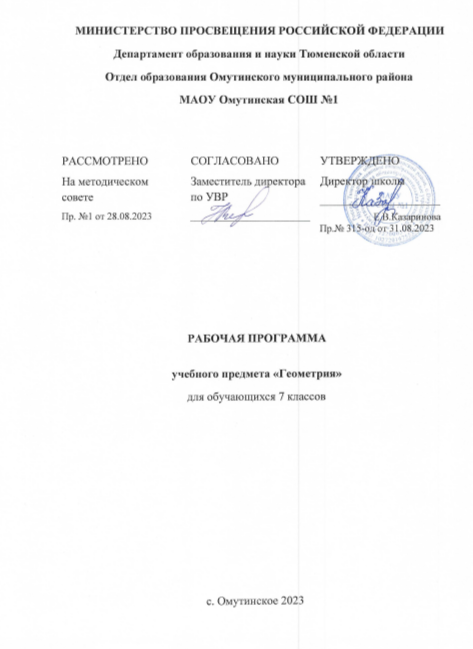 МИНИСТЕРСТВО ПРОСВЕЩЕНИЯ РОССИЙСКОЙ ФЕДЕРАЦИИ
Департамент образования и науки Тюменской области
Отдел образования Омутинского муниципального района
МАОУ Омутинская СОШ №1
РАССМОТРЕНО
На методическом
совете
Пр. №1 от 28.08.2023
СОГЛАСОВАНО
Заместитель директора
по УВР
УТВЕРЖДЕНО
Директор школы
Е.В.Казаринова
Пр.№ 315-од от 31.08.2023
РАБОЧАЯ ПРОГРАММА
учебного предмета «Геометрия»
для обучающихся 7 классов
с. Омутинское 2023